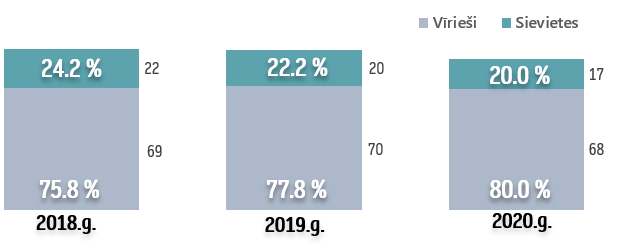 Vīrieši Sievietes
24.2 % 22
22.2 % 20
20.0 % 17
69
70
68
75.8 %
77.8 %
80.0 %
2018.g.
2019.g.
2020.g.